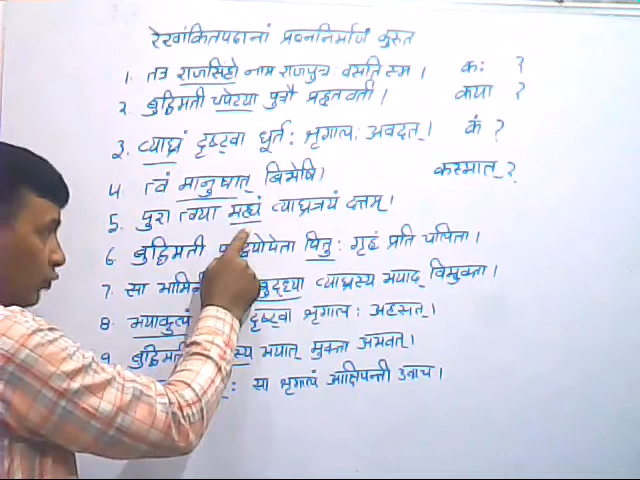 रेखांकितपदानां प्रश्ननिर्माणं कुरुत
1. तत्र राजसिंहो नाम राजपुत्र वसति स्म । कः ?
2. बुद्धिमती चपेटया पुत्रौ प्रहृतवती । कया ?
3. व्याघ्रं दृष्ट्वा धूर्तः शृगालः अवदत् । कं ?
4 त्वं मानुषात् बिभेषि । कस्मात् ?
5. पुरा त्वया मह्यं व्याघ्रत्रयं दत्तम् ।
6 बुद्धिमती पितुः गृहं प्रति चलिता ।
7. सा भामिनी बुद्ध्या व्याघ्रस्य भयाद् विमुक्ता ।
8. भयाकुलं दृष्ट्वा शृगालः अहसत् ।
9. बुद्धिमती स्य भयात् मुक्ता अभवत् ।
: सा शृगालं आक्षिपन्ती उवाच ।